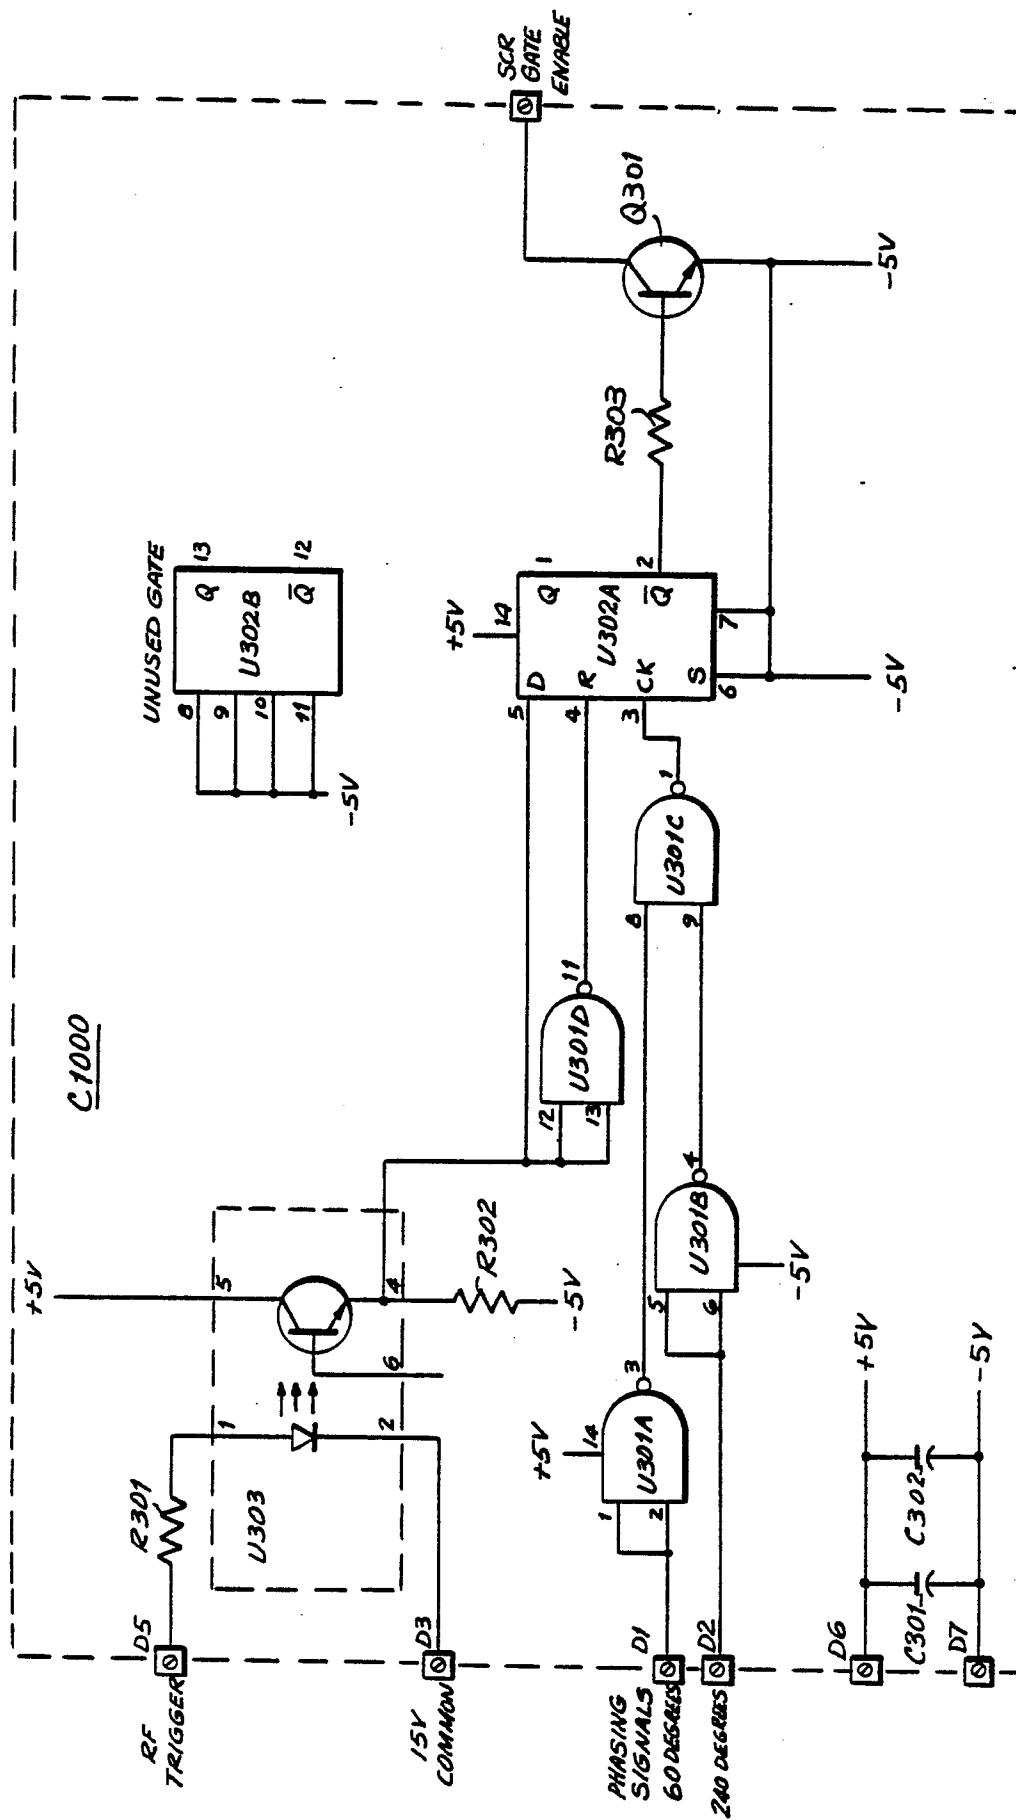 C1000
RF
TRIGGER
D5
R301
U303
1
2
5
4
6
+5V
R302
-5V
15V
COMMON
D3
UNUSED GATE
8
9
10
11
Q
13
U302B
Q̅
12
-5V
PHASING
SIGNALS
60 DEGREES
D1
240 DEGREES
D2
1
2
+5V
14
U301A
3
5
6
U301B
4
-5V
12
13
U301D
11
8
9
U301C
1
+5V
14
5
D
4
R
3
CK
6
S
7
Q
1
U302A
Q̅
2
-5V
R303
Q301
-5V
SCR
GATE
ENABLE
D6
C301
C302
+5V
D7
-5V